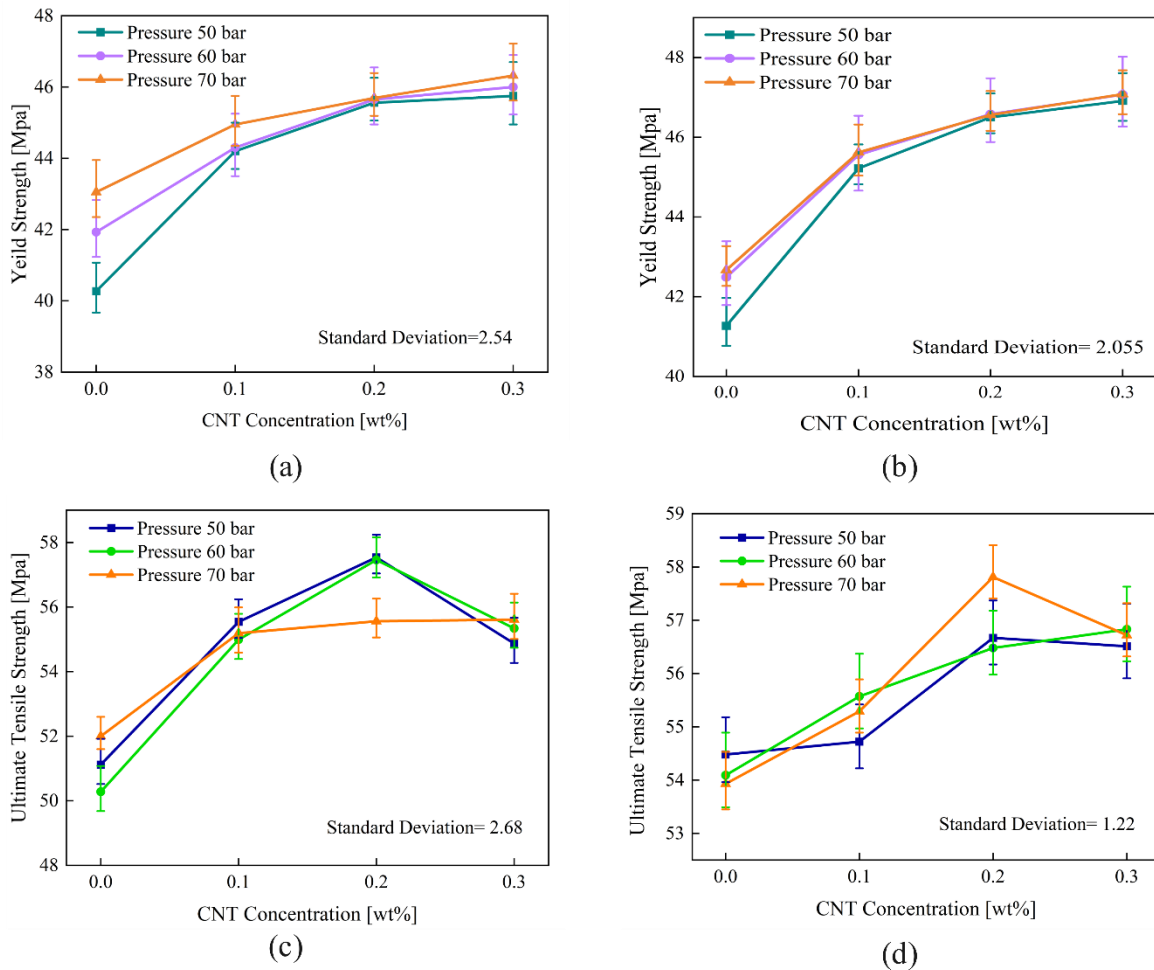 48
46
44
42
40
38
Yeild Strength [Mpa]
Pressure 50 bar
Pressure 60 bar
Pressure 70 bar
Standard Deviation=2.54
0.0 0.1 0.2 0.3
CNT Concentration [wt%]
(a)
48
46
44
42
40
Yeild Strength [Mpa]
Pressure 50 bar
Pressure 60 bar
Pressure 70 bar
Standard Deviation= 2.055
0.0 0.1 0.2 0.3
CNT Concentration [wt%]
(b)
58
56
54
52
50
48
Ultimate Tensile Strength [Mpa]
Pressure 50 bar
Pressure 60 bar
Pressure 70 bar
Standard Deviation= 2.68
0.0 0.1 0.2 0.3
CNT Concentration [wt%]
(c)
59
58
57
56
55
54
53
Ultimate Tensile Strength [Mpa]
Pressure 50 bar
Pressure 60 bar
Pressure 70 bar
Standard Deviation= 1.22
0.0 0.1 0.2 0.3
CNT Concentration [wt%]
(d)